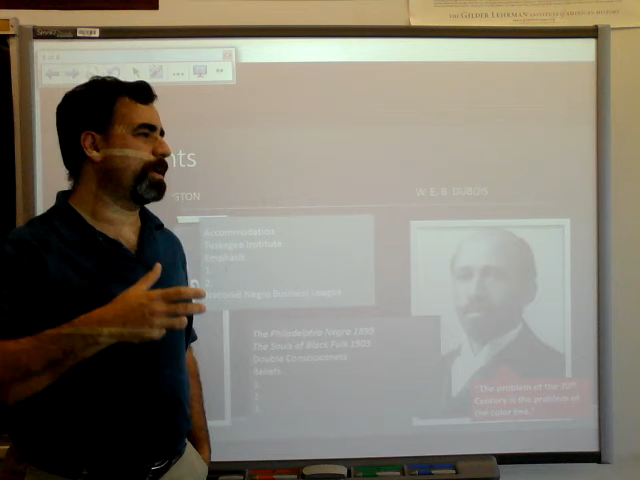 THE GILDER LEHRMAN INSTITUTE of AMERICAN HISTORY
SMART
nts
GTON
W. E. B. DUBOIS
Accommodation
Tuskegee Institute
Emphasis
1.
2.
National Negro Business League
The Philadelphia Negro 1899
The Souls of Black Folk 1903
Double Consciousness
Beliefs
1.
2.
3.
"The problem of the 20th
Century is the problem of
the color line."